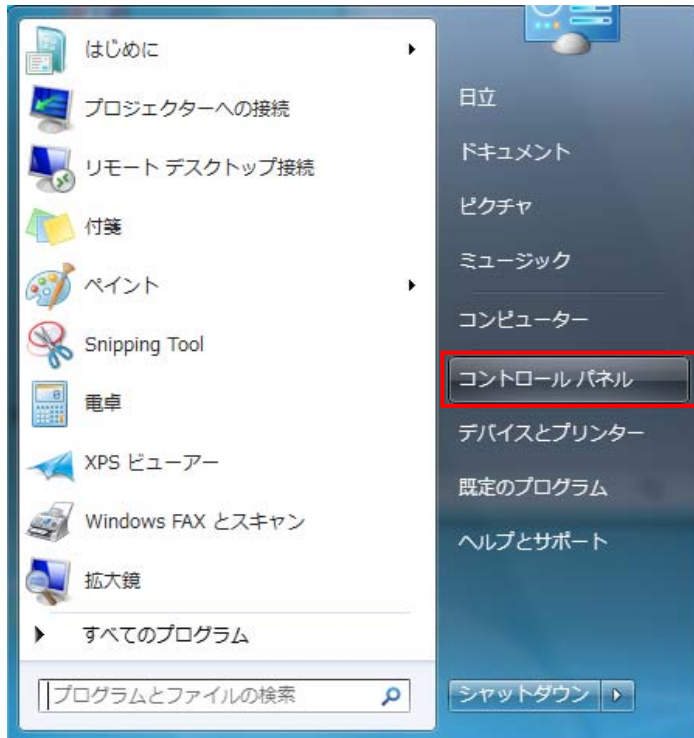 はじめに
プロジェクターへの接続
リモート デスクトップ接続
付箋
ペイント
Snipping Tool
電卓
XPS ビューアー
Windows FAX とスキャン
拡大鏡
すべてのプログラム
プログラムとファイルの検索
日立
ドキュメント
ピクチャ
ミュージック
コンピューター
コントロール パネル
デバイスとプリンター
既定のプログラム
ヘルプとサポート
シャットダウン